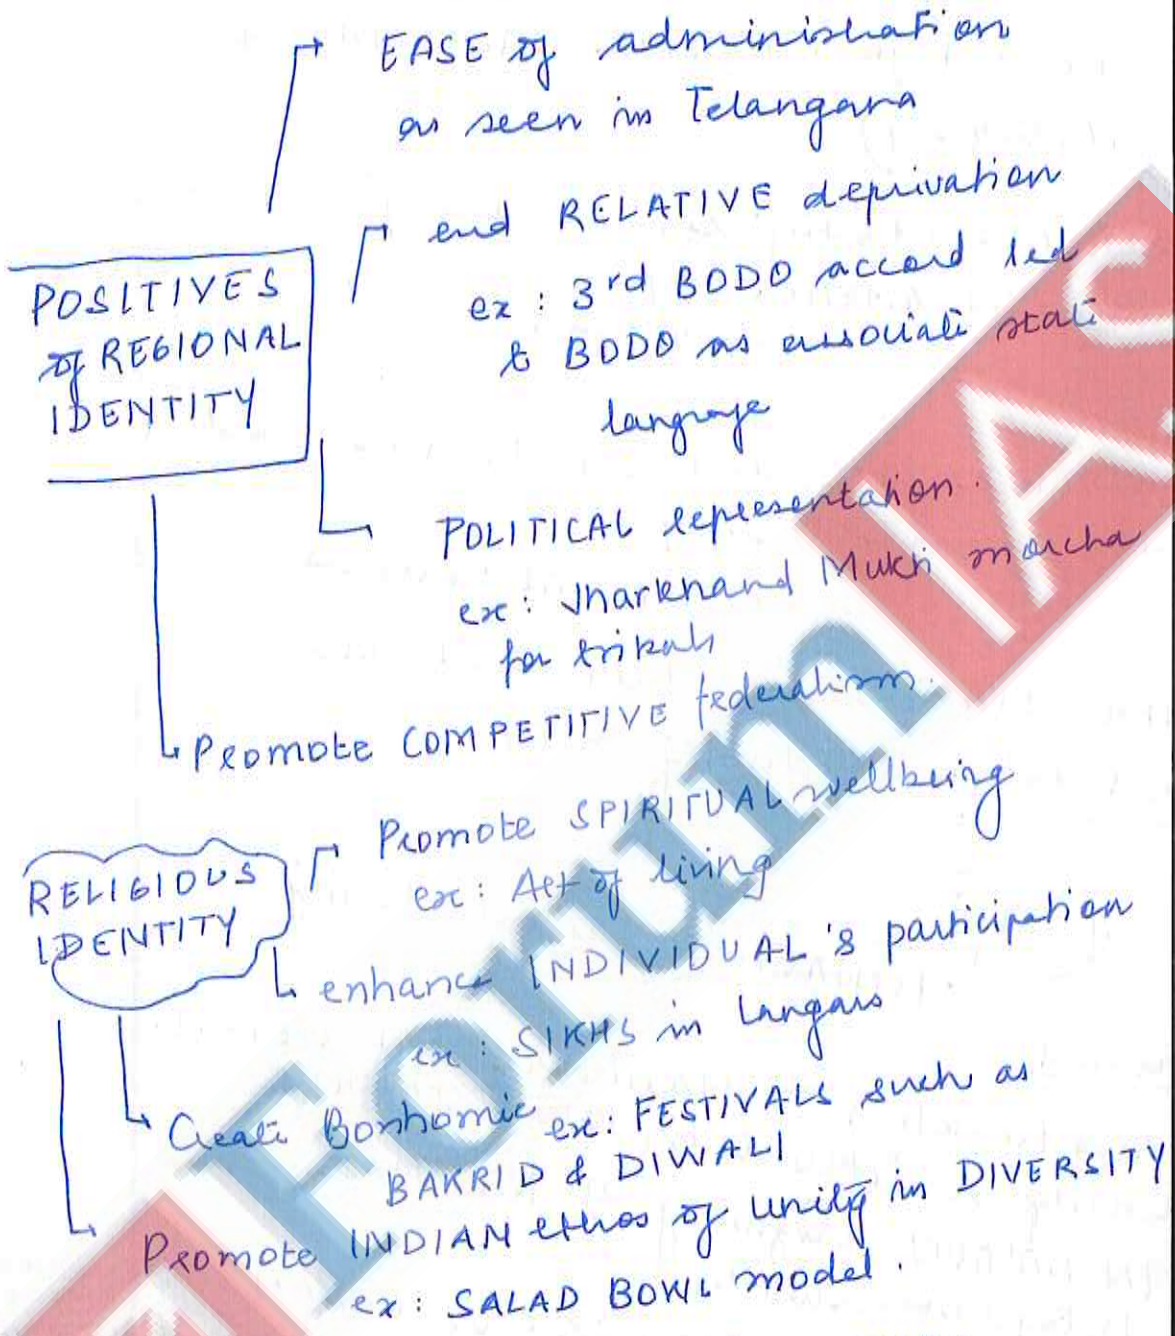 EASE of administration
as seen in Telangana
end RELATIVE deprivation
ex : 3rd BODO accord led
to BODO as associate state
language
POSITIVES
of REGIONAL
IDENTITY
POLITICAL representation.
ex : Jharkhand Mukti morcha
for tribals
Promote COMPETITIVE federalism.
Promote SPIRITUAL wellbeing
ex : Art of living
RELIGIOUS
IDENTITY
enhance INDIVIDUAL's participation
ex : SIKHS in Langars
Create Bonhomie ex : FESTIVALS such as
BAKRID & DIWALI
Promote INDIAN ethos of unity in DIVERSITY
ex : SALAD BOWL model.
ForumIAS